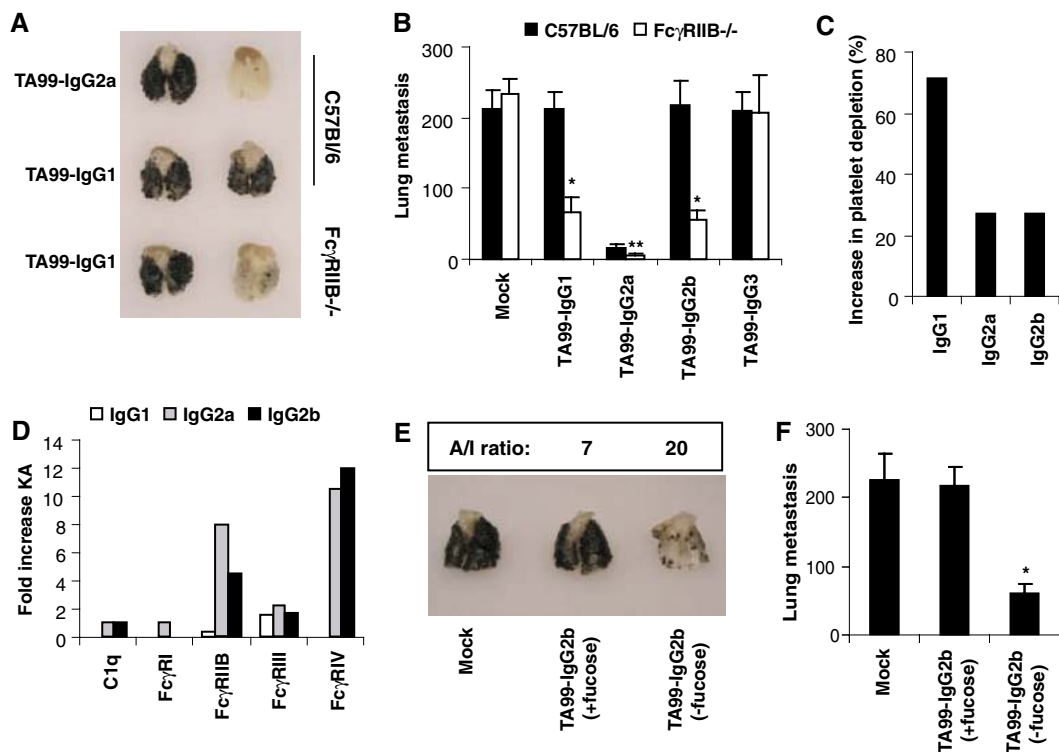 A
TA99-IgG2a
TA99-IgG1
TA99-IgG1
C57Bl/6
FcγRIIB-/-
B
C57BL/6 FcγRIIB-/-
Lung metastasis
300
200
100
0
*
**
*
Mock
TA99-IgG1
TA99-IgG2a
TA99-IgG2b
TA99-IgG3
C
Increase in platelet depletion (%)
80
60
40
20
0
IgG1
IgG2a
IgG2b
D
IgG1 IgG2a IgG2b
Fold increase KA
14
12
10
8
6
4
2
0
C1q
FcγRI
FcγRIIB
FcγRIII
FcγRIV
E
A/I ratio: 7 20
Mock
TA99-IgG2b
(+fucose)
TA99-IgG2b
(-fucose)
F
Lung metastasis
300
200
100
0
*
Mock
TA99-IgG2b
(+fucose)
TA99-IgG2b
(-fucose)